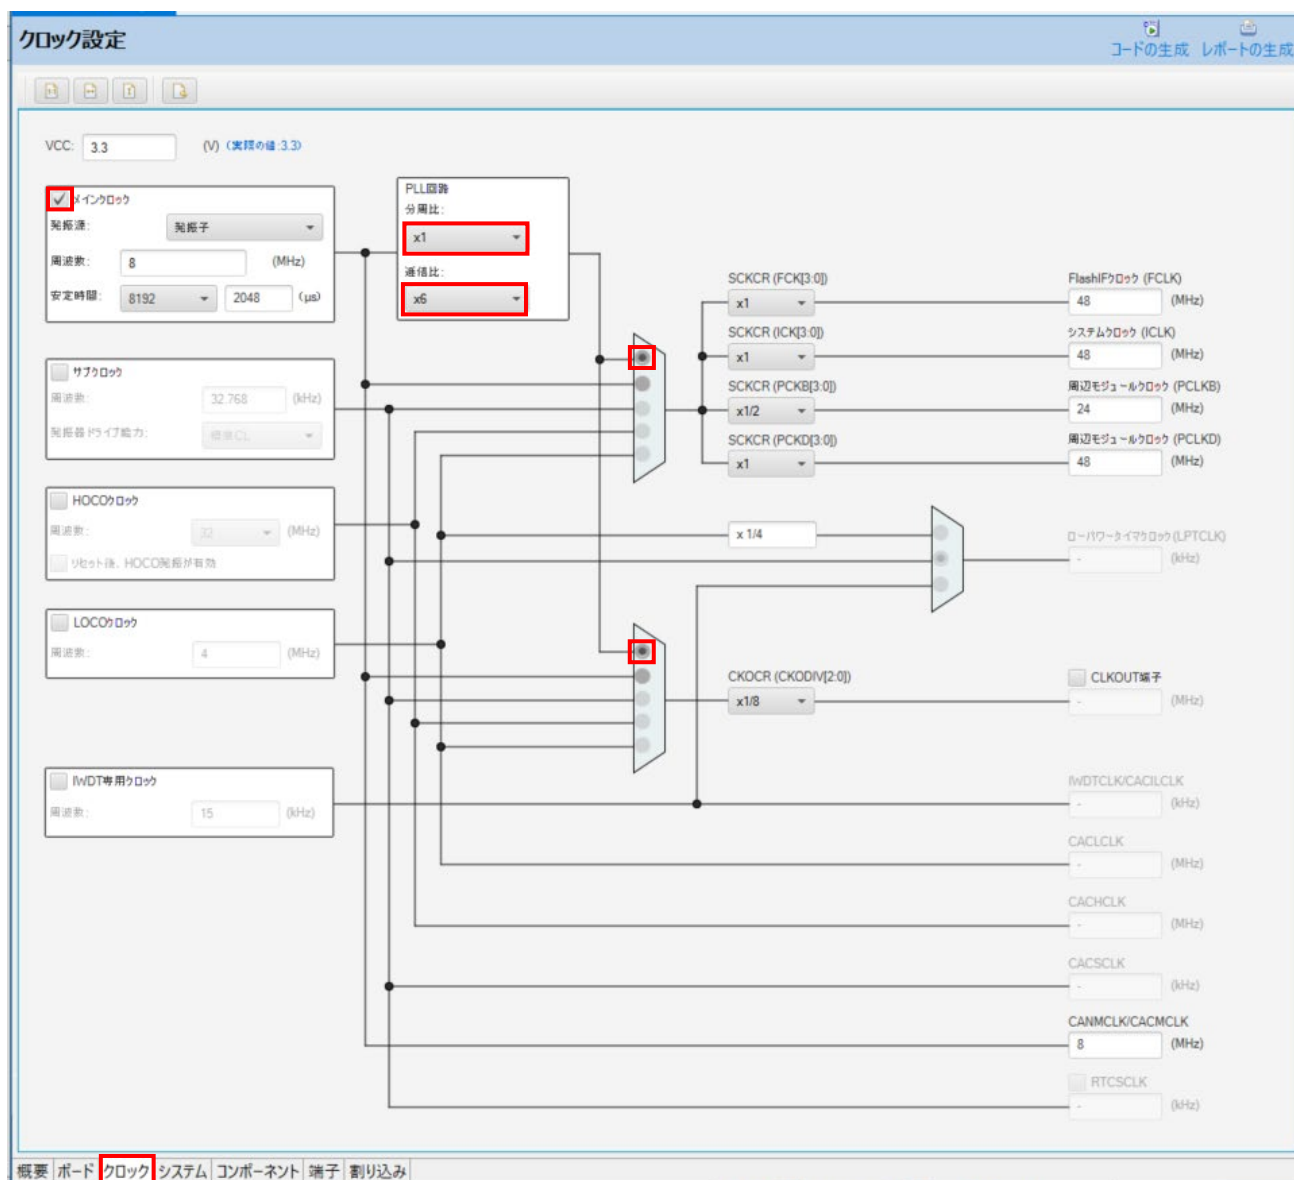 クロック設定
コードの生成 レポートの生成
VCC: 3.3 (V) (実際の値:3.3)
メインクロック
発振源: 発振子
周波数: 8 (MHz)
安定時間: 8192 2048 (μs)
PLL回路
分周比:
x1
逓倍比:
x6
サブクロック
周波数: 32.768 (kHz)
発振器ドライブ能力: 標準CL
HOCOクロック
周波数: 32 (MHz)
リセット後、HOCO発振が有効
LOCOクロック
周波数: 4 (MHz)
IWDT専用クロック
周波数: 15 (kHz)
SCKCR (FCK[3:0])
x1
SCKCR (ICK[3:0])
x1
SCKCR (PCKB[3:0])
x1/2
SCKCR (PCKD[3:0])
x1
x 1/4
CKOCR (CKODIV[2:0])
x1/8
FlashIFクロック (FCLK)
48 (MHz)
システムクロック (ICLK)
48 (MHz)
周辺モジュールクロック (PCLKB)
24 (MHz)
周辺モジュールクロック (PCLKD)
48 (MHz)
ローパワータイマクロック(LPTCLK)
- (kHz)
CLKOUT端子
- (MHz)
IWDTCLK/CACILCLK
- (kHz)
CACLCLK
- (MHz)
CACHCLK
- (MHz)
CACSCLK
- (kHz)
CANMCLK/CACMCLK
8 (MHz)
RTCSCLK
- (kHz)
概要 ボード クロック システム コンポーネント 端子 割り込み